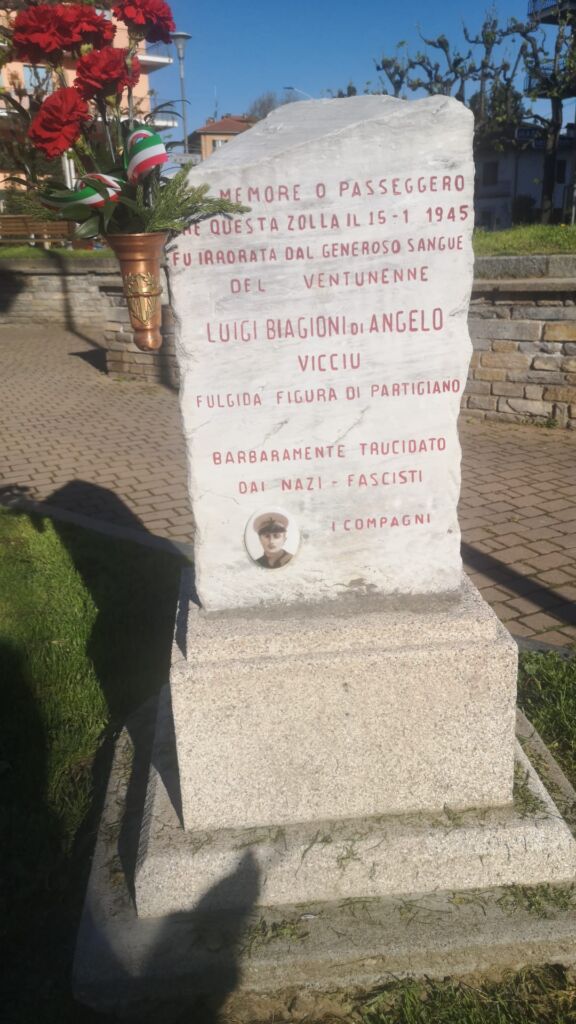 MEMORE O PASSEGGERO
QUESTA ZOLLA IL 15-1 1945
FU IRRORATA DAL GENEROSO SANGUE
DEL VENTUNENNE
LUIGI BIAGIONI DI ANGELO
VICCIU
FULGIDA FIGURA DI PARTIGIANO
BARBARAMENTE TRUCIDATO
DAI NAZI - FASCISTI
I COMPAGNI